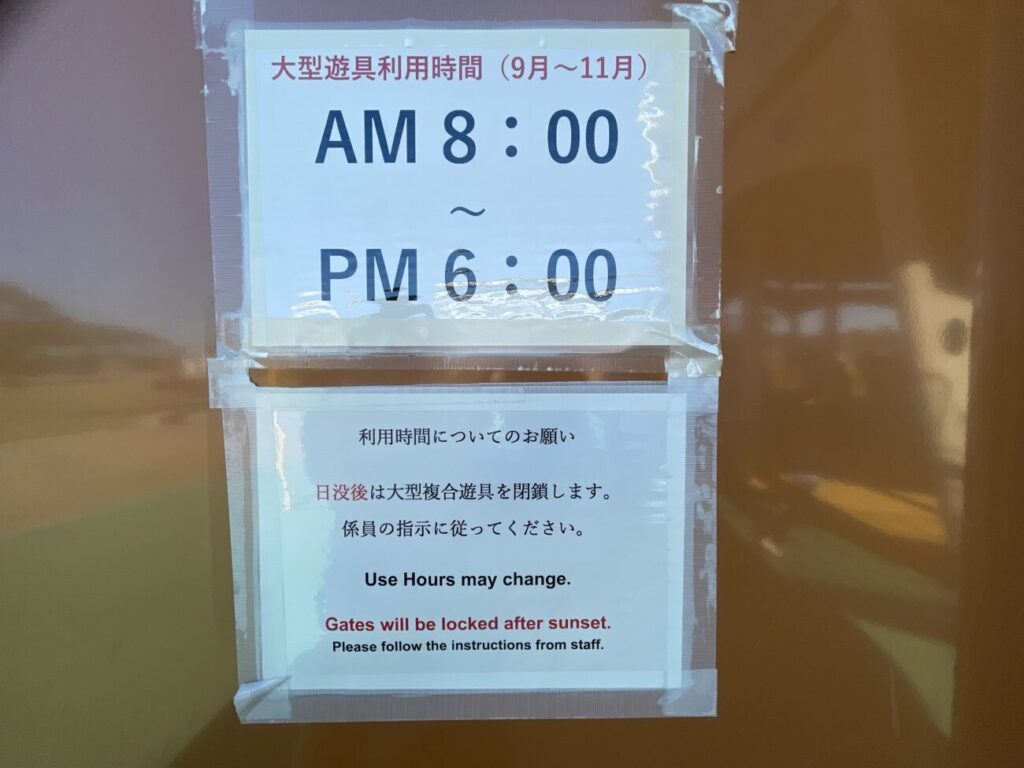 大型遊具利用時間（9月～11月）
AM 8：00
～
PM 6：00
利用時間についてのお願い
日没後は大型複合遊具を閉鎖します。
係員の指示に従ってください。
Use Hours may change.
Gates will be locked after sunset.
Please follow the instructions from staff.